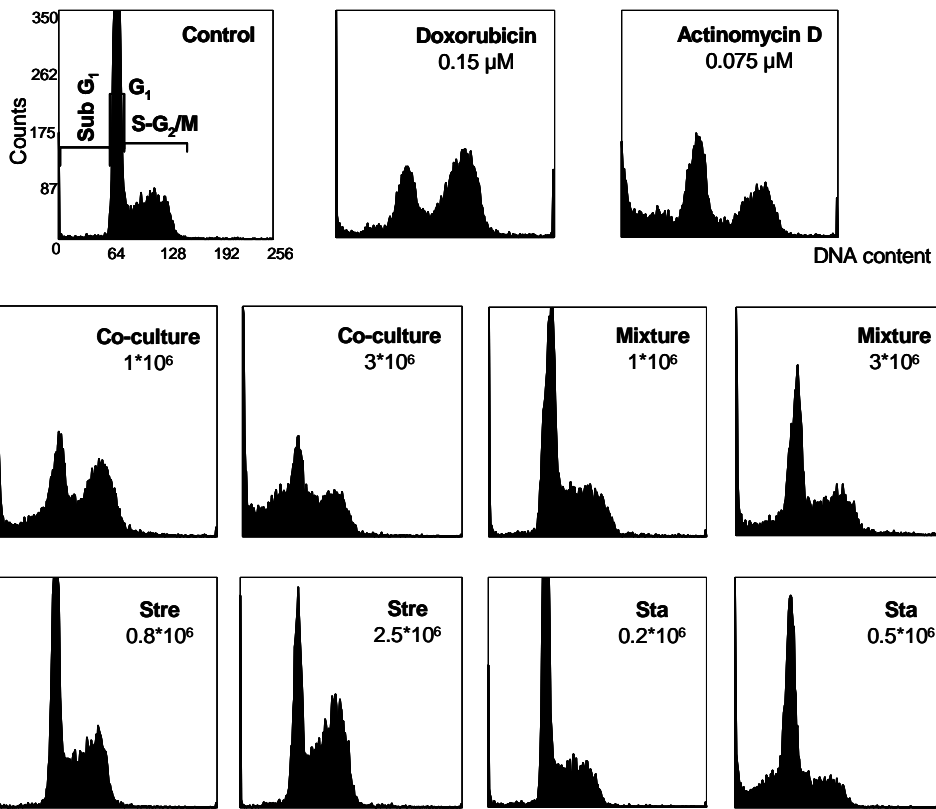 350
262
175
87
0
Counts
Sub G₁
G₁
S-G₂/M
Control
64 128 192 256
Doxorubicin
0.15 µM
Actinomycin D
0.075 µM
DNA content
Co-culture
1*10⁶
Co-culture
3*10⁶
Mixture
1*10⁶
Mixture
3*10⁶
Stre
0.8*10⁶
Stre
2.5*10⁶
Sta
0.2*10⁶
Sta
0.5*10⁶